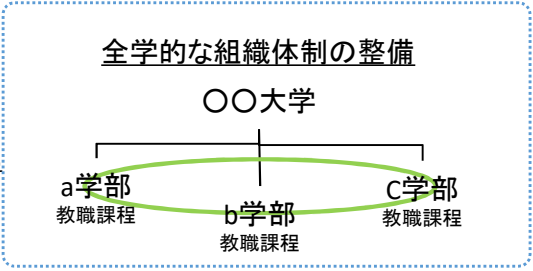 全学的な組織体制の整備
〇〇大学
a学部
教職課程
b学部
教職課程
C学部
教職課程